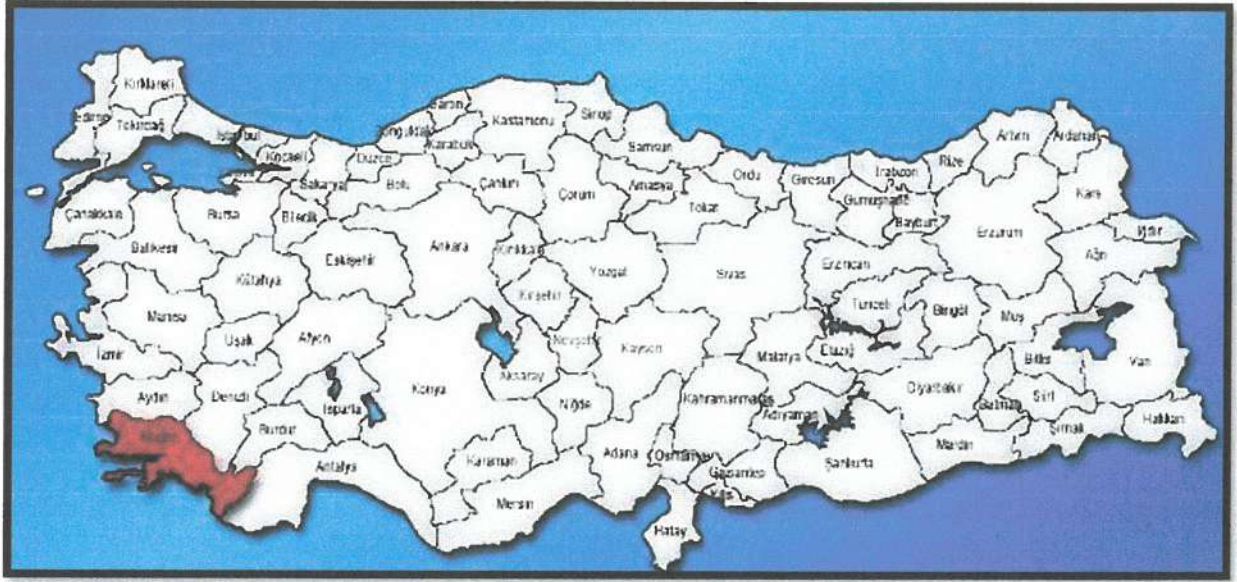 Kırklareli
Edirne
Tekirdağ
İstanbul
Kocaeli
Sakarya
Düzce
Bolu
Zonguldak
Bartın
Karabük
Kastamonu
Sinop
Samsun
Çankırı
Çorum
Amasya
Tokat
Ordu
Giresun
Trabzon
Gümüşhane
Bayburt
Rize
Artvin
Ardahan
Kars
Iğdır
Ağrı
Erzurum
Erzincan
Çanakkale
Balıkesir
Bursa
Bilecik
Kütahya
Eskişehir
Ankara
Kırıkkale
Kırşehir
Yozgat
Sivas
Tunceli
Bingöl
Muş
Bitlis
Van
Manisa
İzmir
Uşak
Afyon
Aydın
Denizli
Isparta
Burdur
Antalya
Konya
Aksaray
Nevşehir
Niğde
Kayseri
Malatya
Elazığ
Diyarbakır
Batman
Siirt
Şırnak
Hakkari
Mardin
Şanlıurfa
Adıyaman
Kahramanmaraş
Gaziantep
Kilis
Osmaniye
Adana
Hatay
Mersin
Karaman